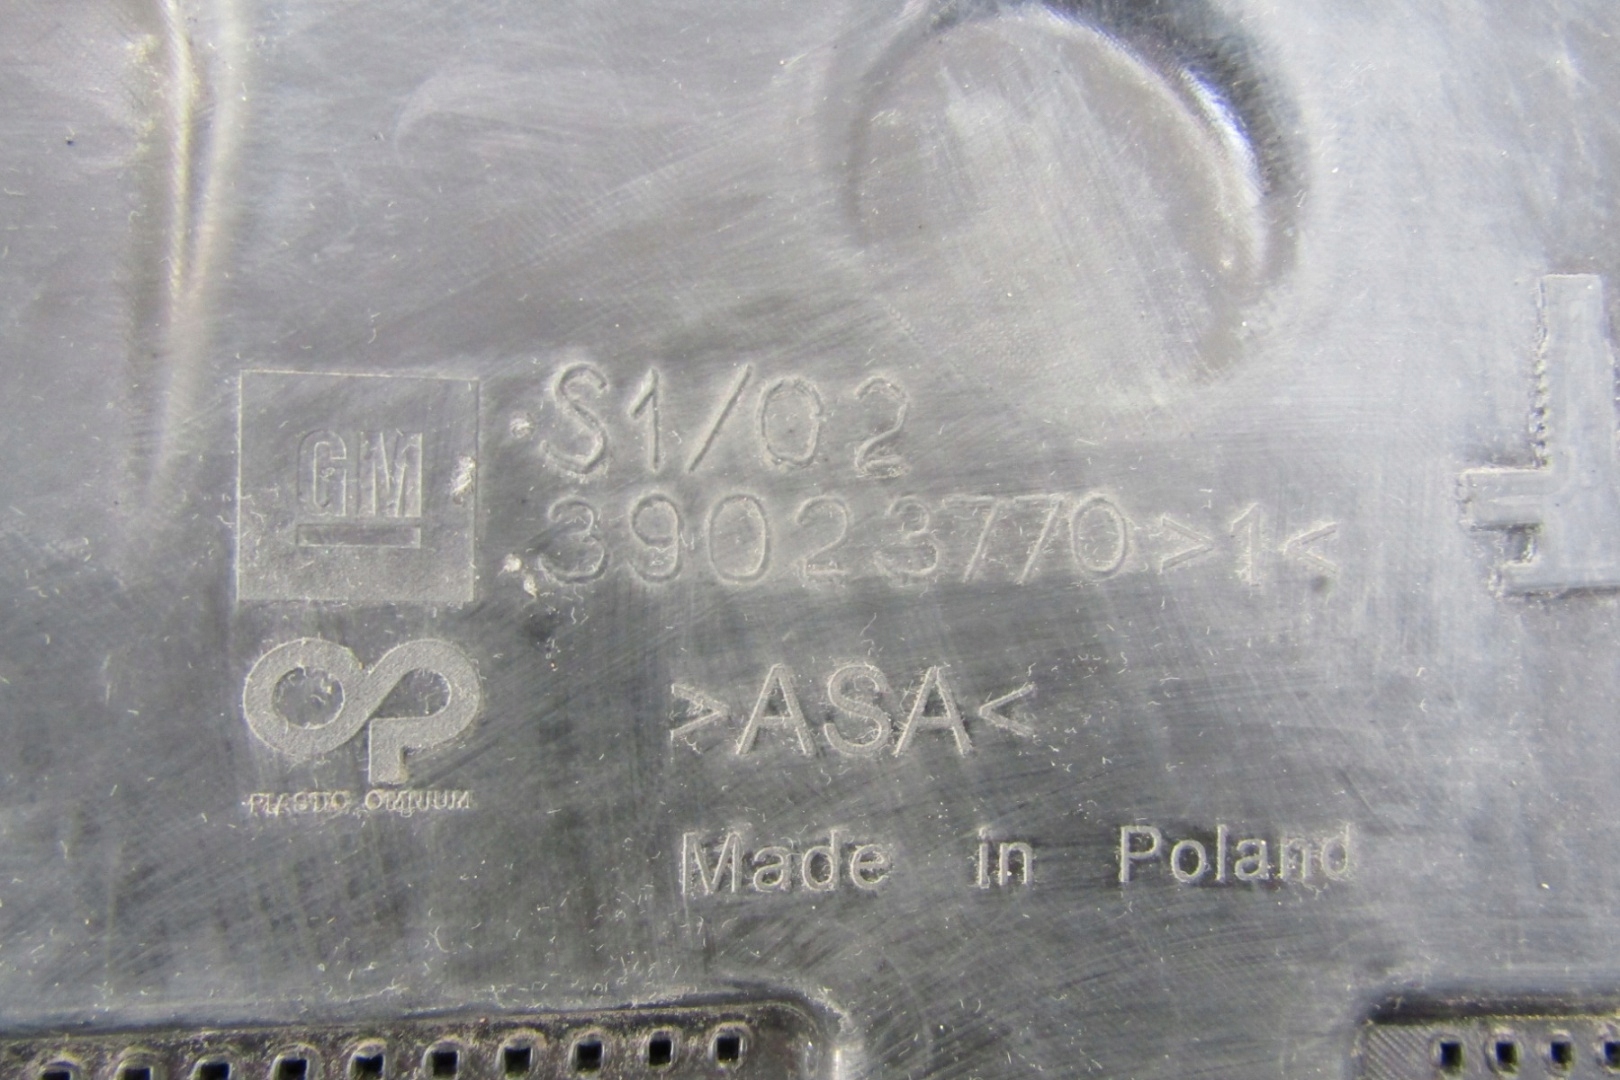 GM
S1/02
39023770>1<
PLASTIC OMNIUM
>ASA<
Made in Poland